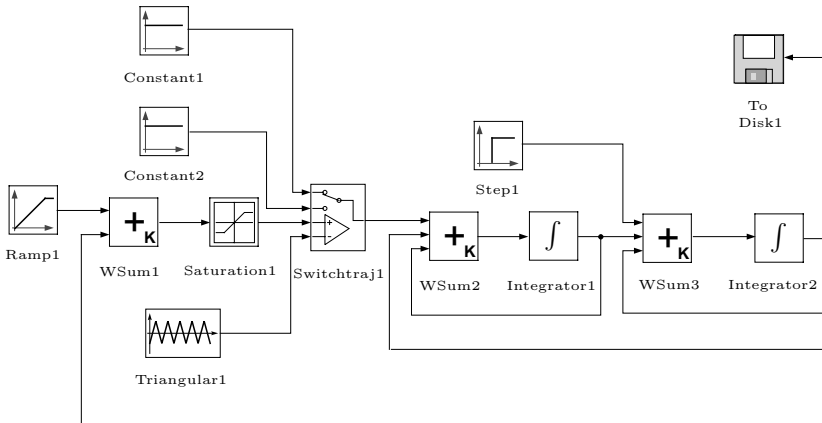 Constant1
To
Disk1
Constant2
Step1
+
K
Ramp1
WSum1
Saturation1
+
−
Switchtraj1
+
K
WSum2
∫
Integrator1
+
K
WSum3
∫
Integrator2
Triangular1